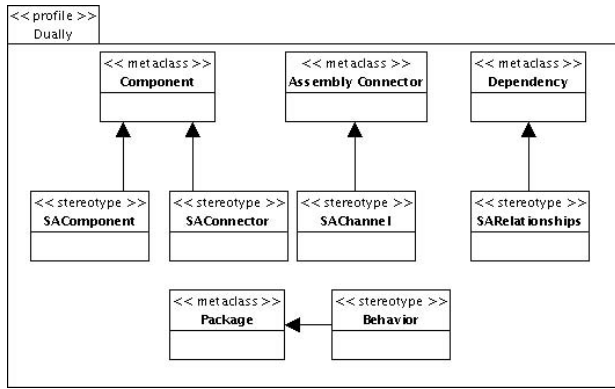 << profile >>
Dually
<< metaclass >>
Component
<< metaclass >>
Assembly Connector
<< metaclass >>
Dependency
<< stereotype >>
SAComponent
<< stereotype >>
SAConnector
<< stereotype >>
SAChannel
<< stereotype >>
SARelationships
<< metaclass >>
Package
<< stereotype >>
Behavior